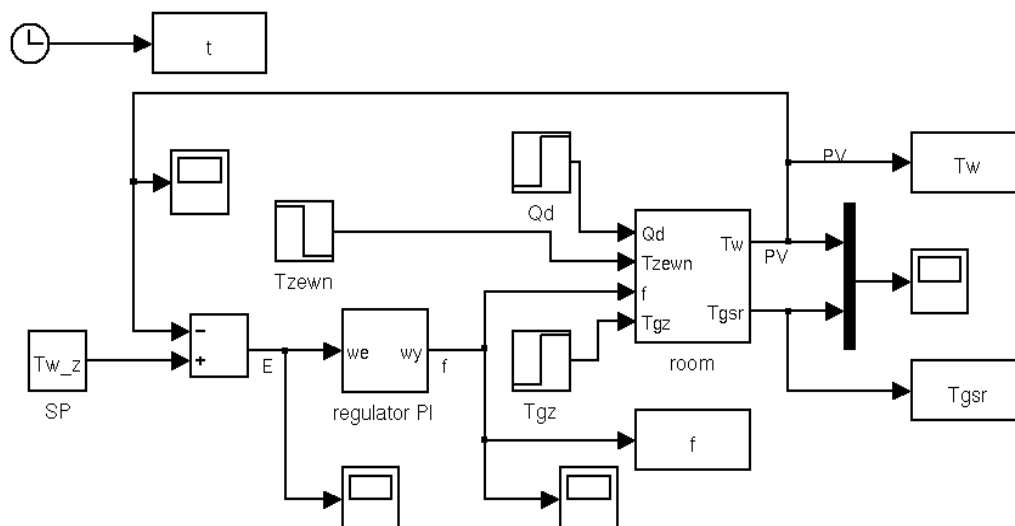 t
PV
Tw
Qd
Tzewn
Qd
Tw
Tzewn
PV
f
Tgz
Tgsr
room
Tw_z
SP
−
+
E
we
wy
regulator PI
f
Tgz
Tgsr
f